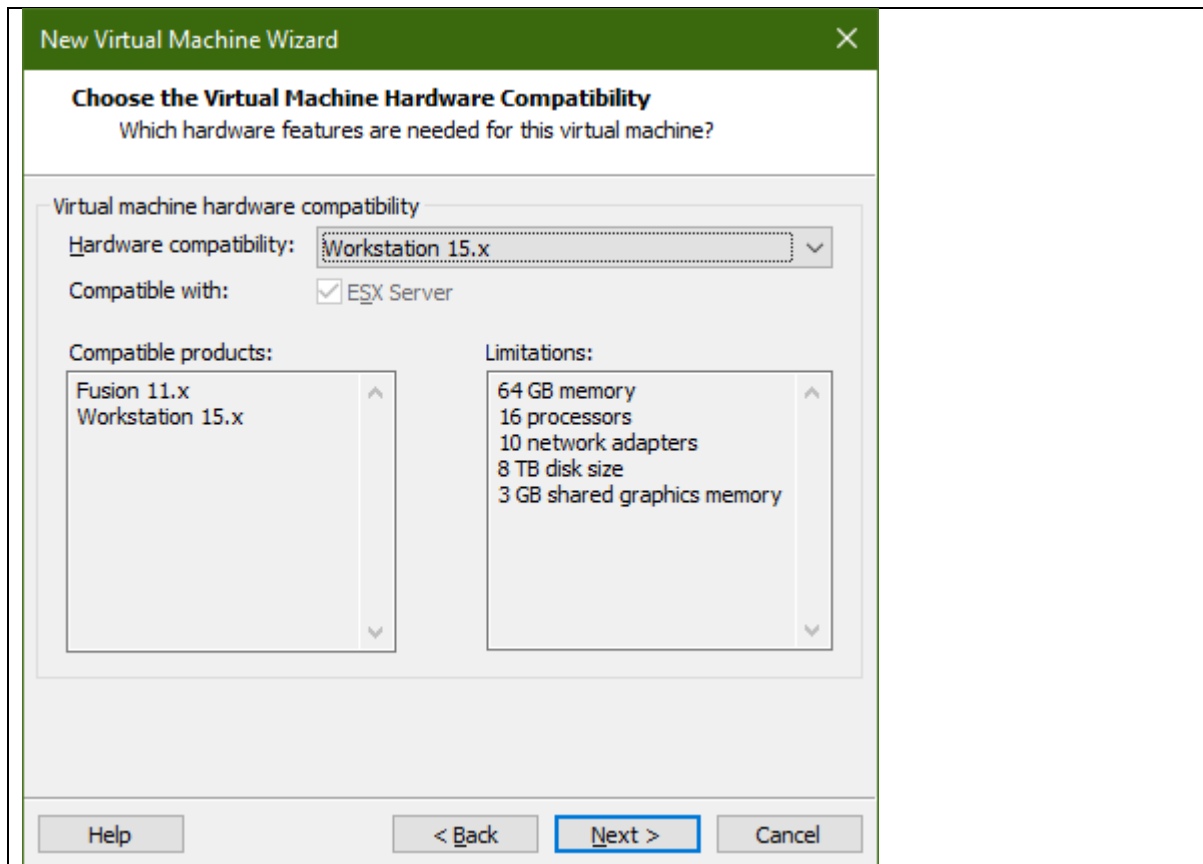 New Virtual Machine Wizard
Choose the Virtual Machine Hardware Compatibility
Which hardware features are needed for this virtual machine?
Virtual machine hardware compatibility
Hardware compatibility: Workstation 15.x
Compatible with: ESX Server
Compatible products:
Fusion 11.x
Workstation 15.x
Limitations:
64 GB memory
16 processors
10 network adapters
8 TB disk size
3 GB shared graphics memory
Help < Back Next > Cancel